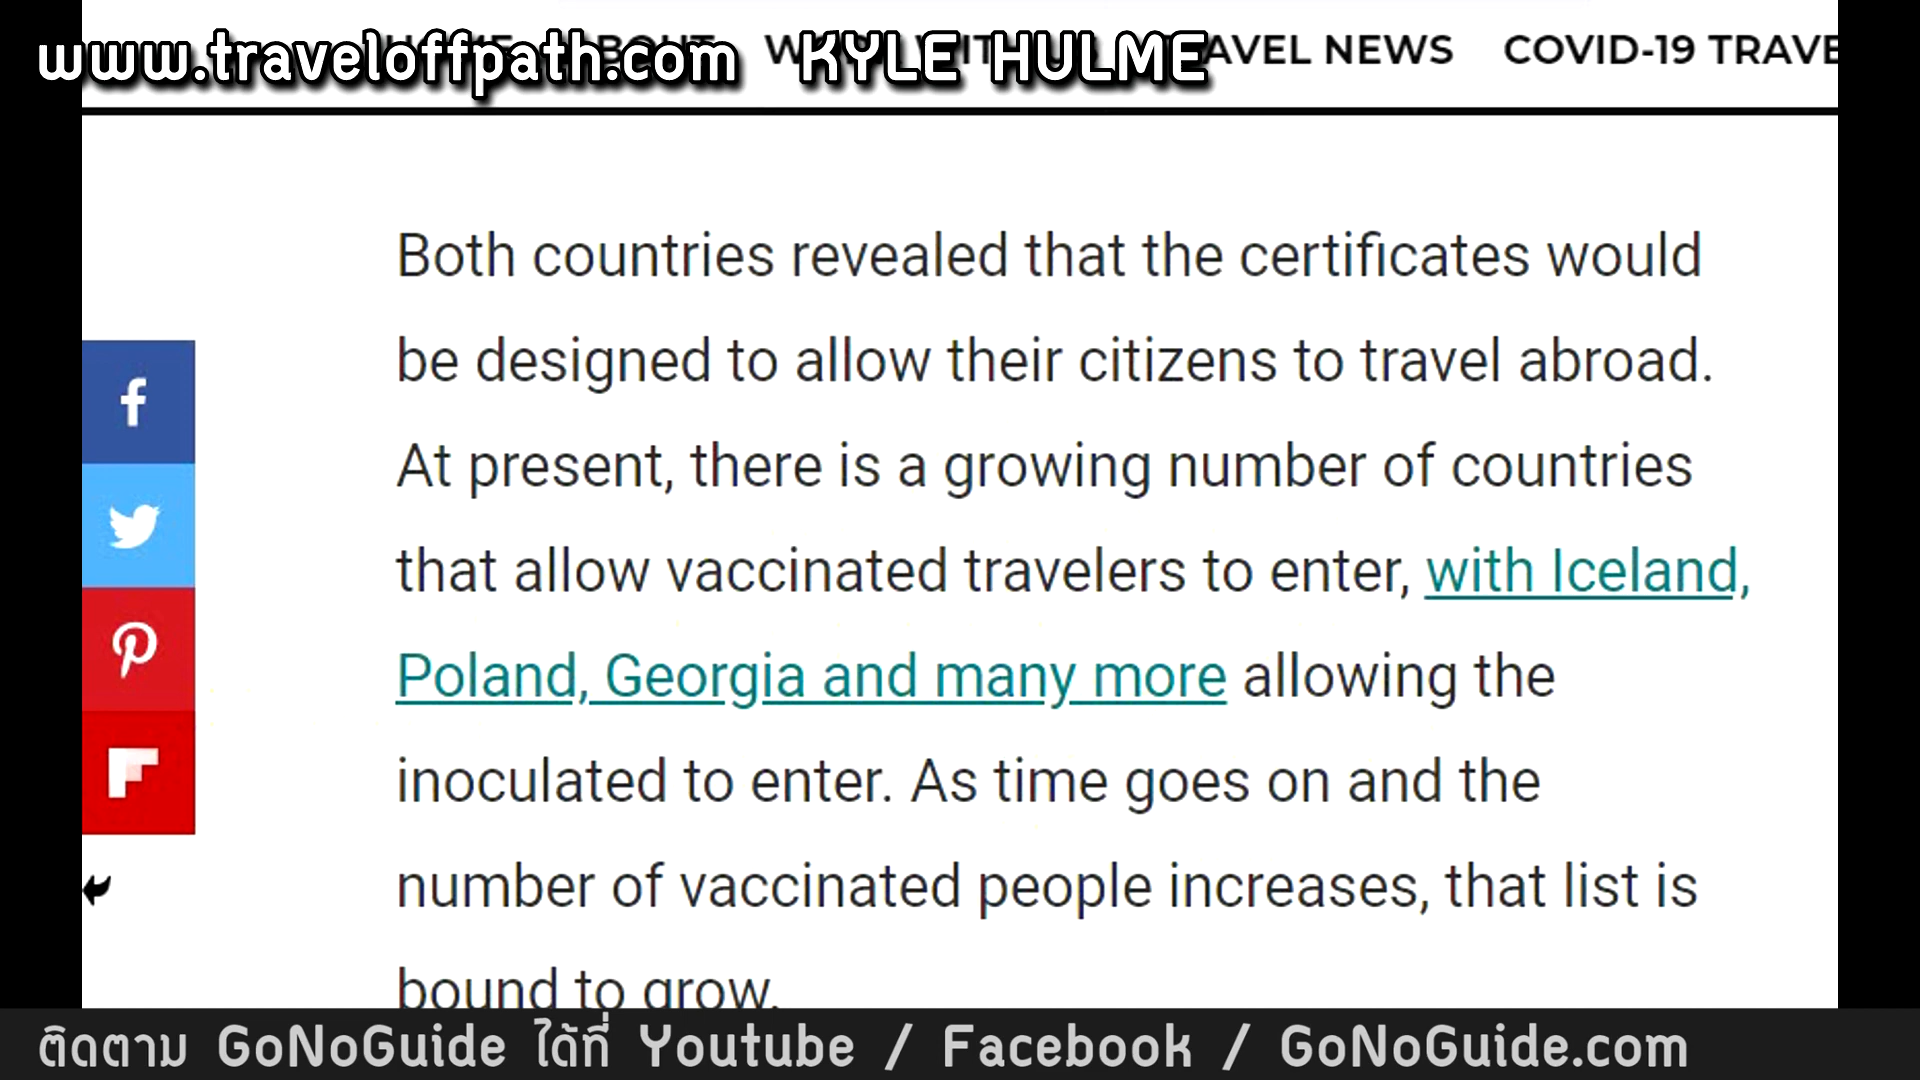 www.traveloffpath.com KYLE HULME
TRAVEL NEWS COVID-19 TRAVE
Both countries revealed that the certificates would
be designed to allow their citizens to travel abroad.
At present, there is a growing number of countries
that allow vaccinated travelers to enter, with Iceland,
Poland, Georgia and many more allowing the
inoculated to enter. As time goes on and the
number of vaccinated people increases, that list is
bound to grow.
ติดตาม GoNoGuide ได้ที่ Youtube / Facebook / GoNoGuide.com